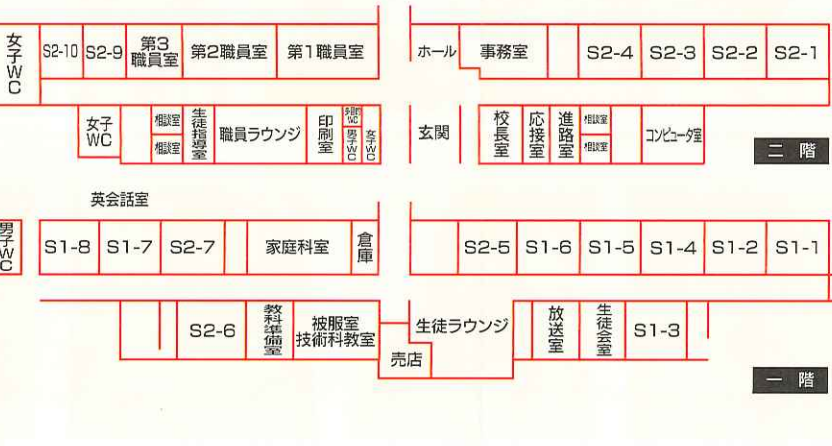 女子WC
S2-10
S2-9
第3
職員室
第2職員室
第1職員室
ホール
事務室
S2-4
S2-3
S2-2
S2-1
女子
WC
相談室
相談室
生徒指導室
職員ラウンジ
印刷室
男子WC
女子WC
玄関
校長室
応接室
進路室
相談室
相談室
コンピュータ室
二階
英会話室
男子WC
S1-8
S1-7
S2-7
家庭科室
倉庫
S2-5
S1-6
S1-5
S1-4
S1-2
S1-1
S2-6
教科準備室
被服室
技術科教室
売店
生徒ラウンジ
放送室
生徒会室
S1-3
一階